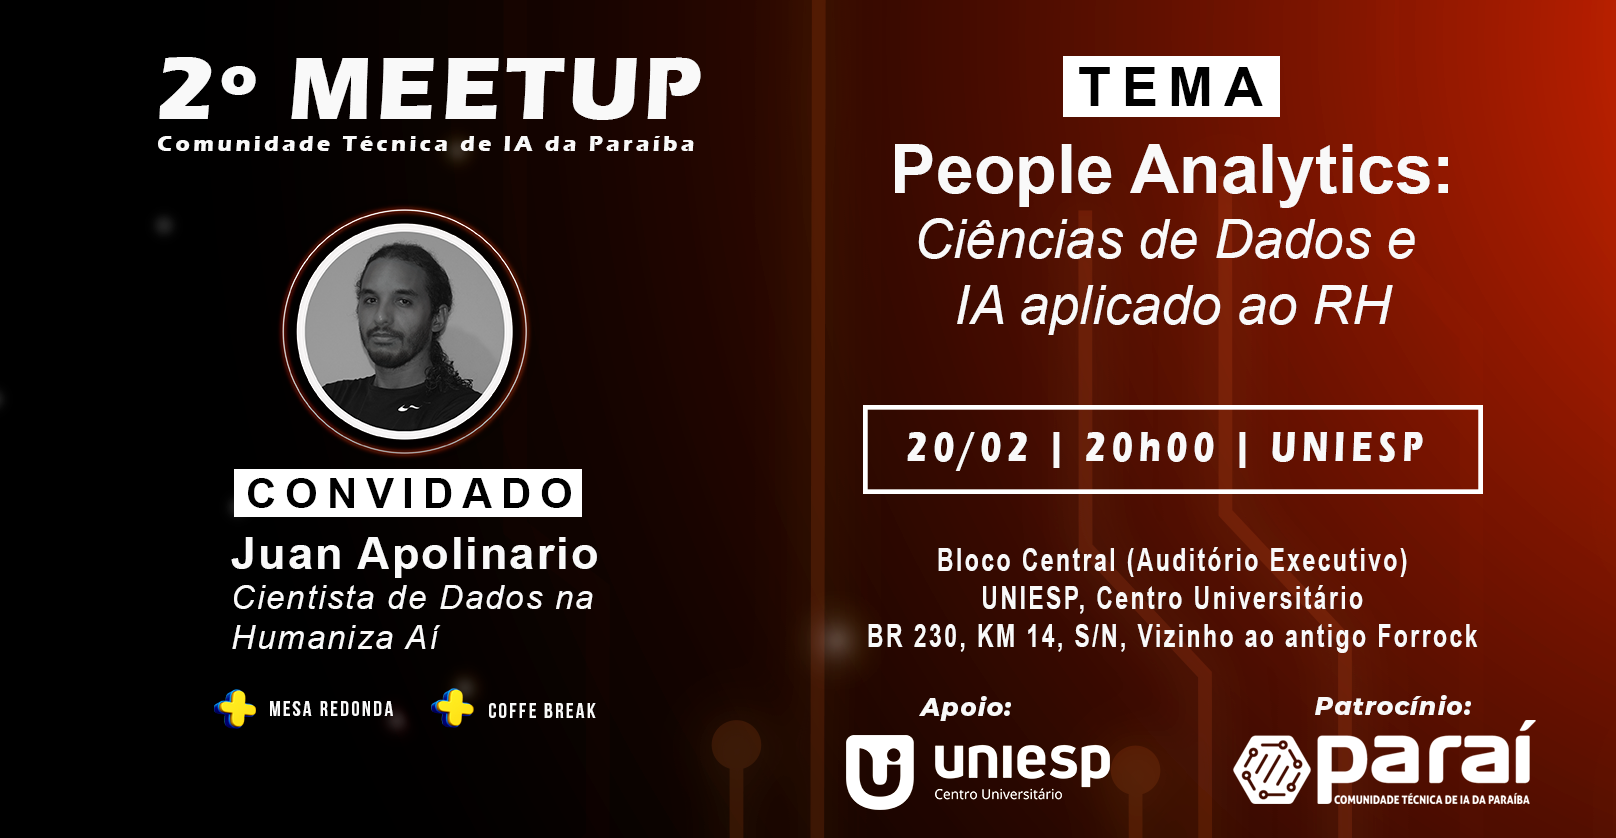 2º MEETUP
Comunidade Técnica de IA da Paraíba
CONVIDADO
Juan Apolinario
Cientista de Dados na
Humaniza Aí
MESA REDONDA
COFFE BREAK
TEMA
People Analytics:
Ciências de Dados e
IA aplicado ao RH
20/02 | 20h00 | UNIESP
Bloco Central (Auditório Executivo)
UNIESP, Centro Universitário
BR 230, KM 14, S/N, Vizinho ao antigo Forrock
Apoio:
uniesp
Centro Universitário
Patrocínio:
paraí
COMUNIDADE TÉCNICA DE IA DA PARAÍBA